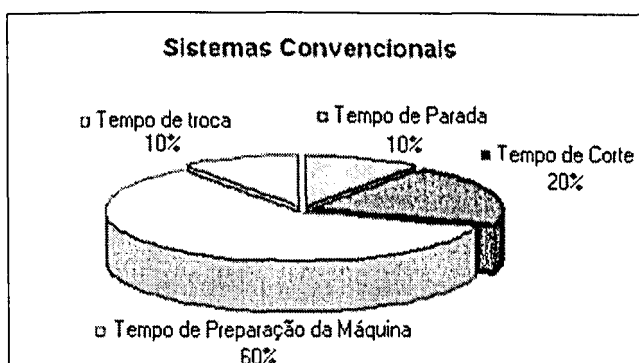 Sistemas Convencionais
Tempo de troca
10%
Tempo de Parada
10%
Tempo de Corte
20%
Tempo de Preparação da Máquina
60%